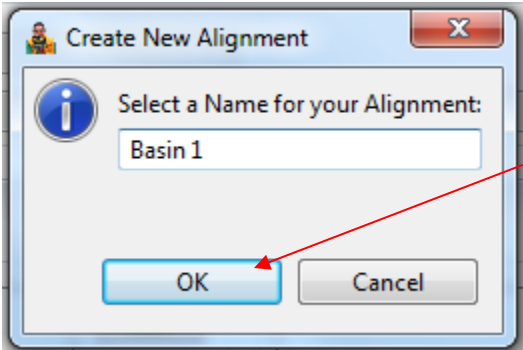 Create New Alignment
Select a Name for your Alignment:
Basin 1
OK
Cancel